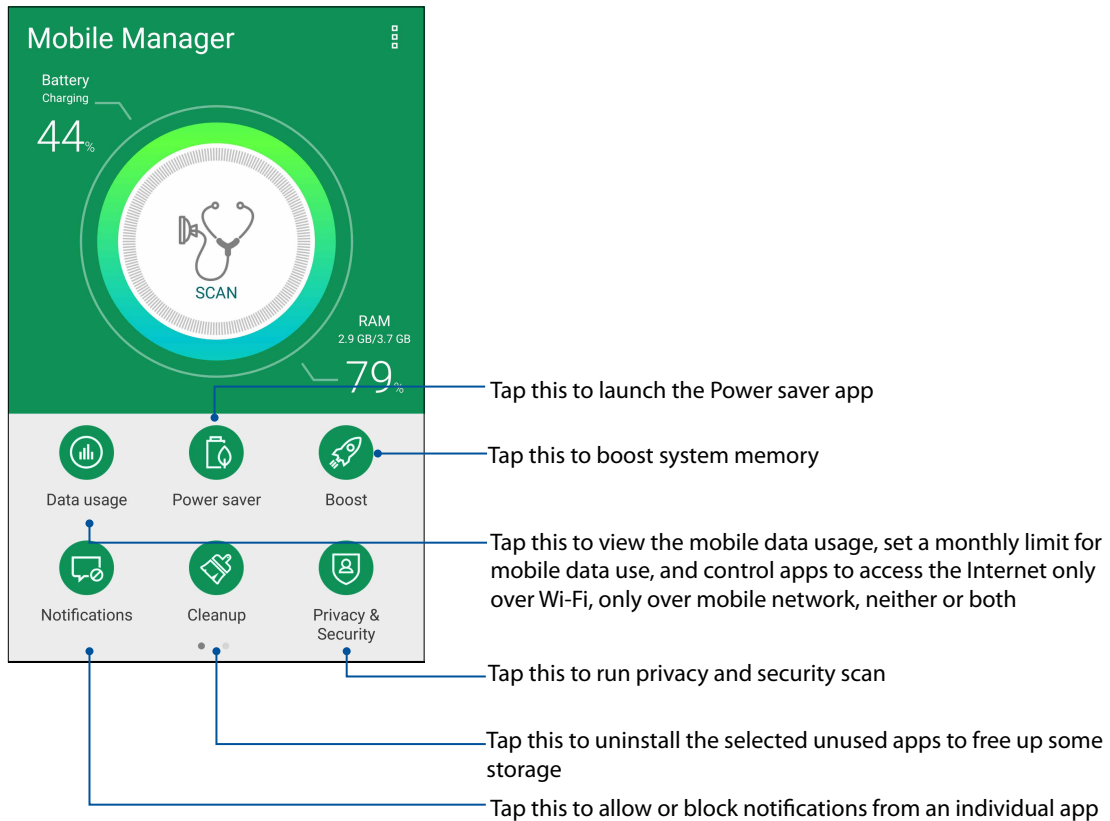 Mobile Manager
Battery
Charging
44%
SCAN
RAM
2.9 GB/3.7 GB
79%
Tap this to launch the Power saver app
Tap this to boost system memory
Data usage
Power saver
Boost
Tap this to view the mobile data usage, set a monthly limit for
mobile data use, and control apps to access the Internet only
over Wi-Fi, only over mobile network, neither or both
Notifications
Cleanup
Privacy &
Security
Tap this to run privacy and security scan
Tap this to uninstall the selected unused apps to free up some
storage
Tap this to allow or block notifications from an individual app